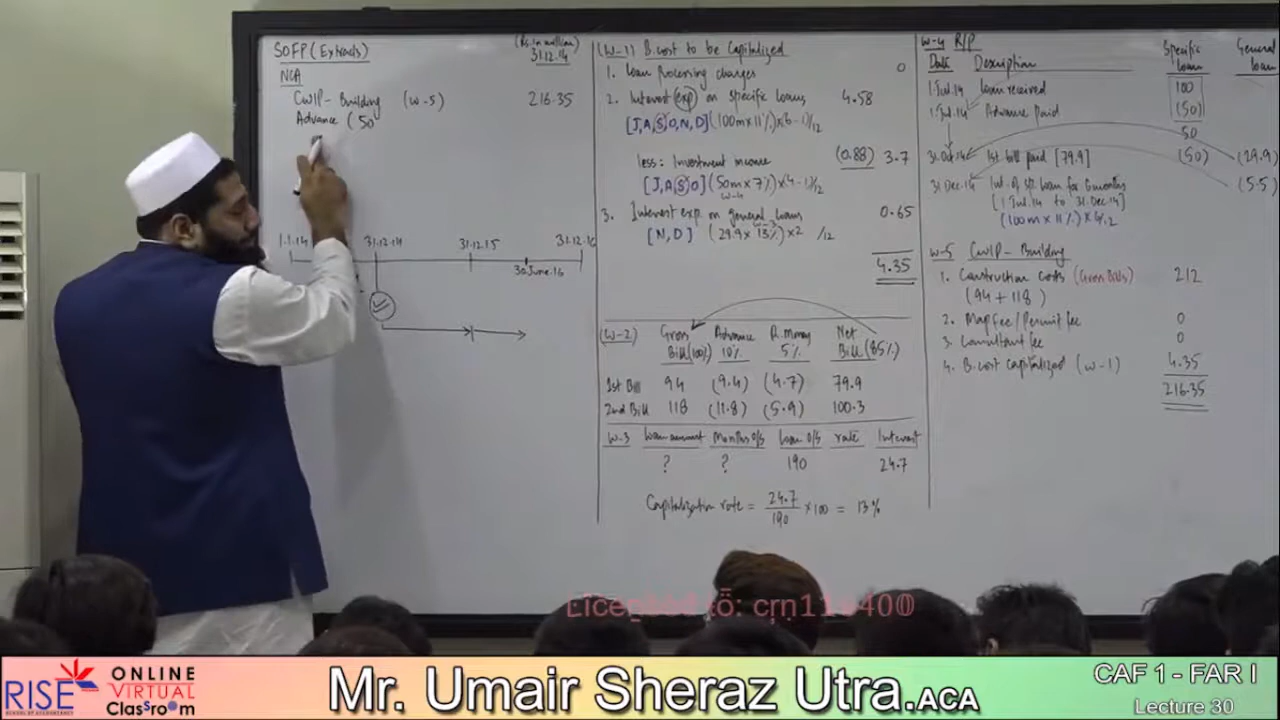 SOFP (Extracts) (Rs. in million)
31.12.14
NCA
CWIP - Building (W-5) 216.35
Advance (50
1.1.14 31.12.14 31.12.15 31.12.16
30 June.16
(W-1) B.cost to be Capitalized
1. Loan Processing charges 0
2. Interest exp on Specific Loans 4.58
[J,A,S,O,N,D] (100m x 11%) x (6-1)/12
less: Investment income (0.88) 3.7
[J,A,S,O] (50m x 7%) x (4-1)/12
W-4
3. Interest exp. on general Loans 0.65
W-3
[N,D] (29.9 x 13%) x 2 /12
4.35
(W-2) Gross Advance R.money Net
Bill (100%) 10% 5% Bill (85%)
1st Bill 94 (9.4) (4.7) 79.9
2nd Bill 118 (11.8) (5.9) 100.3
W-3 Loan amount Months o/s Loan o/s rate Interest
? ? 190 24.7
Capitalization rate = 24.7
190 x 100 = 13%
W-4 R/P Specific Loan General Loan
Date Description
1.Jul.14 Loan received 100
1.Jul.14 Advance paid (50)
50
31.Oct.14 1st bill paid [79.9] (50) (29.9)
31 Dec.14 Int. of sp. loan for 6 months (5.5)
[1 Jul.14 to 31.Dec.14]
(100m x 11%) x 6/12
W-5 CWIP - Building
1. Construction Costs (Gross Bills) 212
(94 + 118)
2. Map fee/Permit fee 0
3. Consultant fee 0
4. B.cost Capitalized (W-1) 4.35
216.35
RISE
ONLINE
VIRTUAL
Classroom
Mr. Umair Sheraz Utra.ACA
CAF 1 - FAR I
Lecture 30